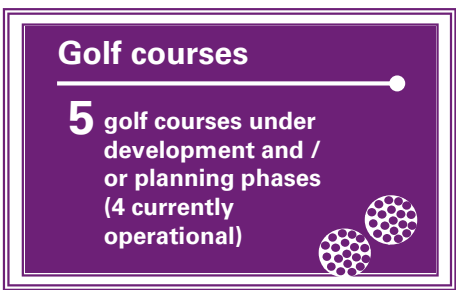 Golf courses
5 golf courses under
development and /
or planning phases
(4 currently
operational)